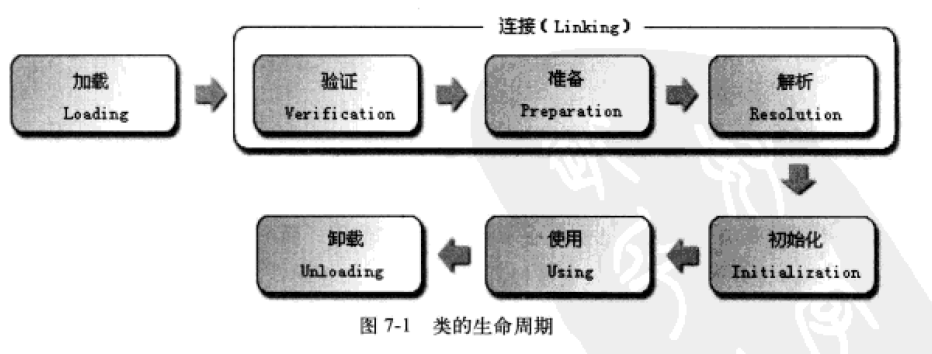 连接（Linking）
加载
Loading
验证
Verification
准备
Preparation
解析
Resolution
卸载
Unloading
使用
Using
初始化
Initialization
图 7-1 类的生命周期